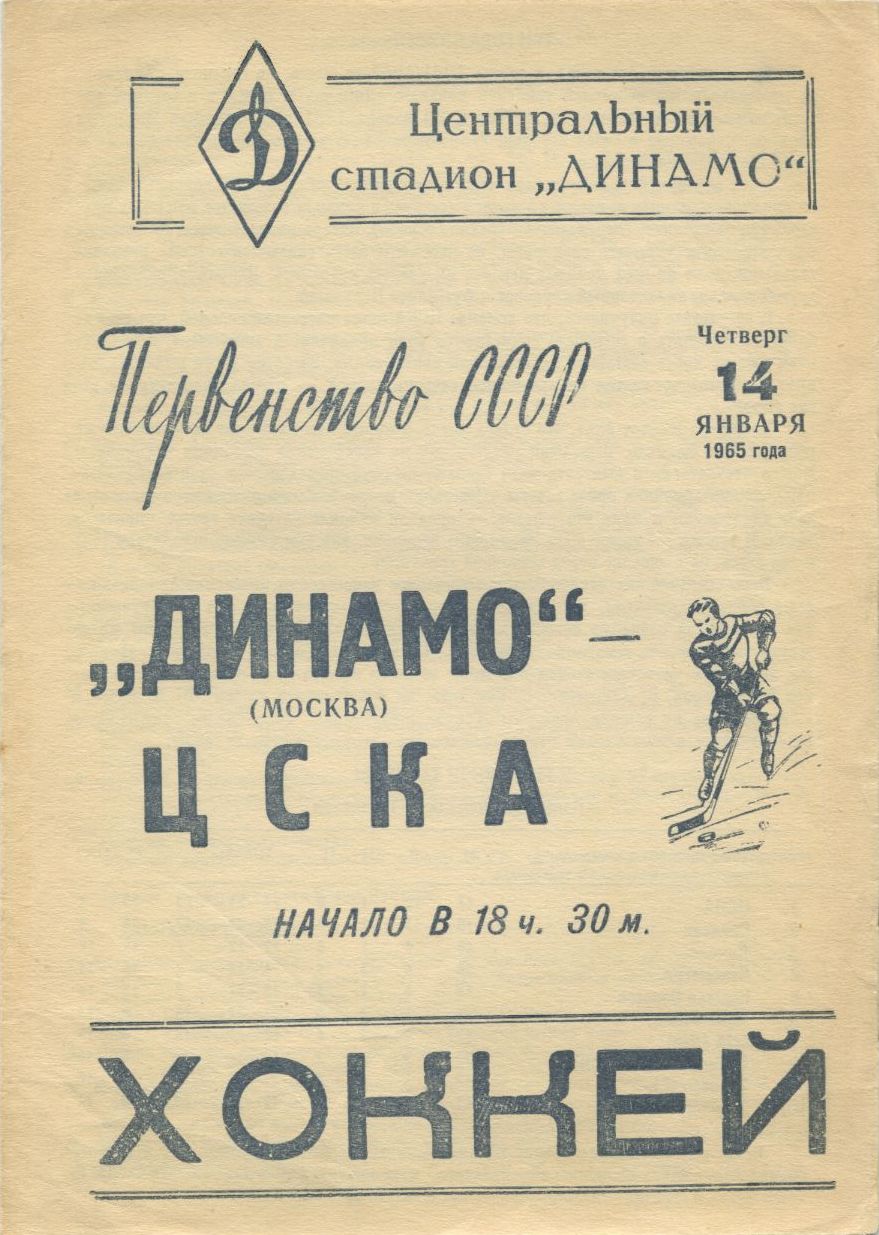 Д
Центральный
стадион „ДИНАМО“
Первенство СССР
Четверг
14
ЯНВАРЯ
1965 года
„ДИНАМО“ —
(МОСКВА)
ЦСКА
НАЧАЛО В 18 ч. 30 м.
ХОККЕЙ